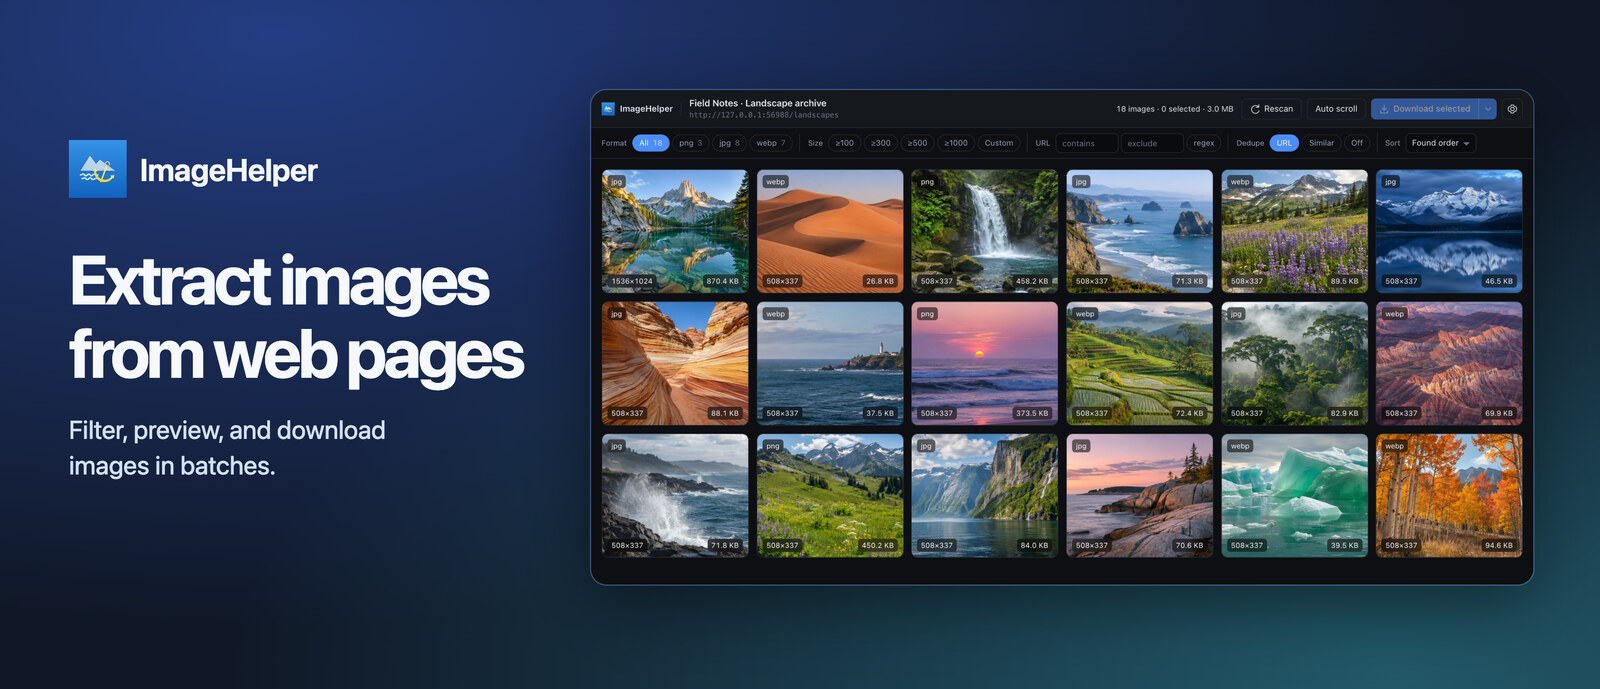 ImageHelper
Extract images
from web pages
Filter, preview, and download
images in batches.
ImageHelper
Field Notes · Landscape archive
http://127.0.0.1:56988/landscapes
18 images · 0 selected · 3.0 MB
Rescan
Auto scroll
Download selected
Format All 18 png 3 jpg 8 webp 7 Size ≥100 ≥300 ≥500 ≥1000 Custom URL contains exclude regex Dedupe URL Similar Off Sort Found order
jpg webp png jpg webp jpg
1536×1024 870.4 KB 508×337 26.8 KB 508×337 458.2 KB 508×337 71.3 KB 508×337 89.5 KB 508×337 46.5 KB
jpg webp png webp jpg webp
508×337 88.1 KB 508×337 37.5 KB 508×337 373.5 KB 508×337 72.4 KB 508×337 82.9 KB 508×337 69.9 KB
jpg png jpg jpg webp webp
508×337 71.8 KB 508×337 450.2 KB 508×337 84.0 KB 508×337 70.6 KB 508×337 39.5 KB 508×337 94.6 KB